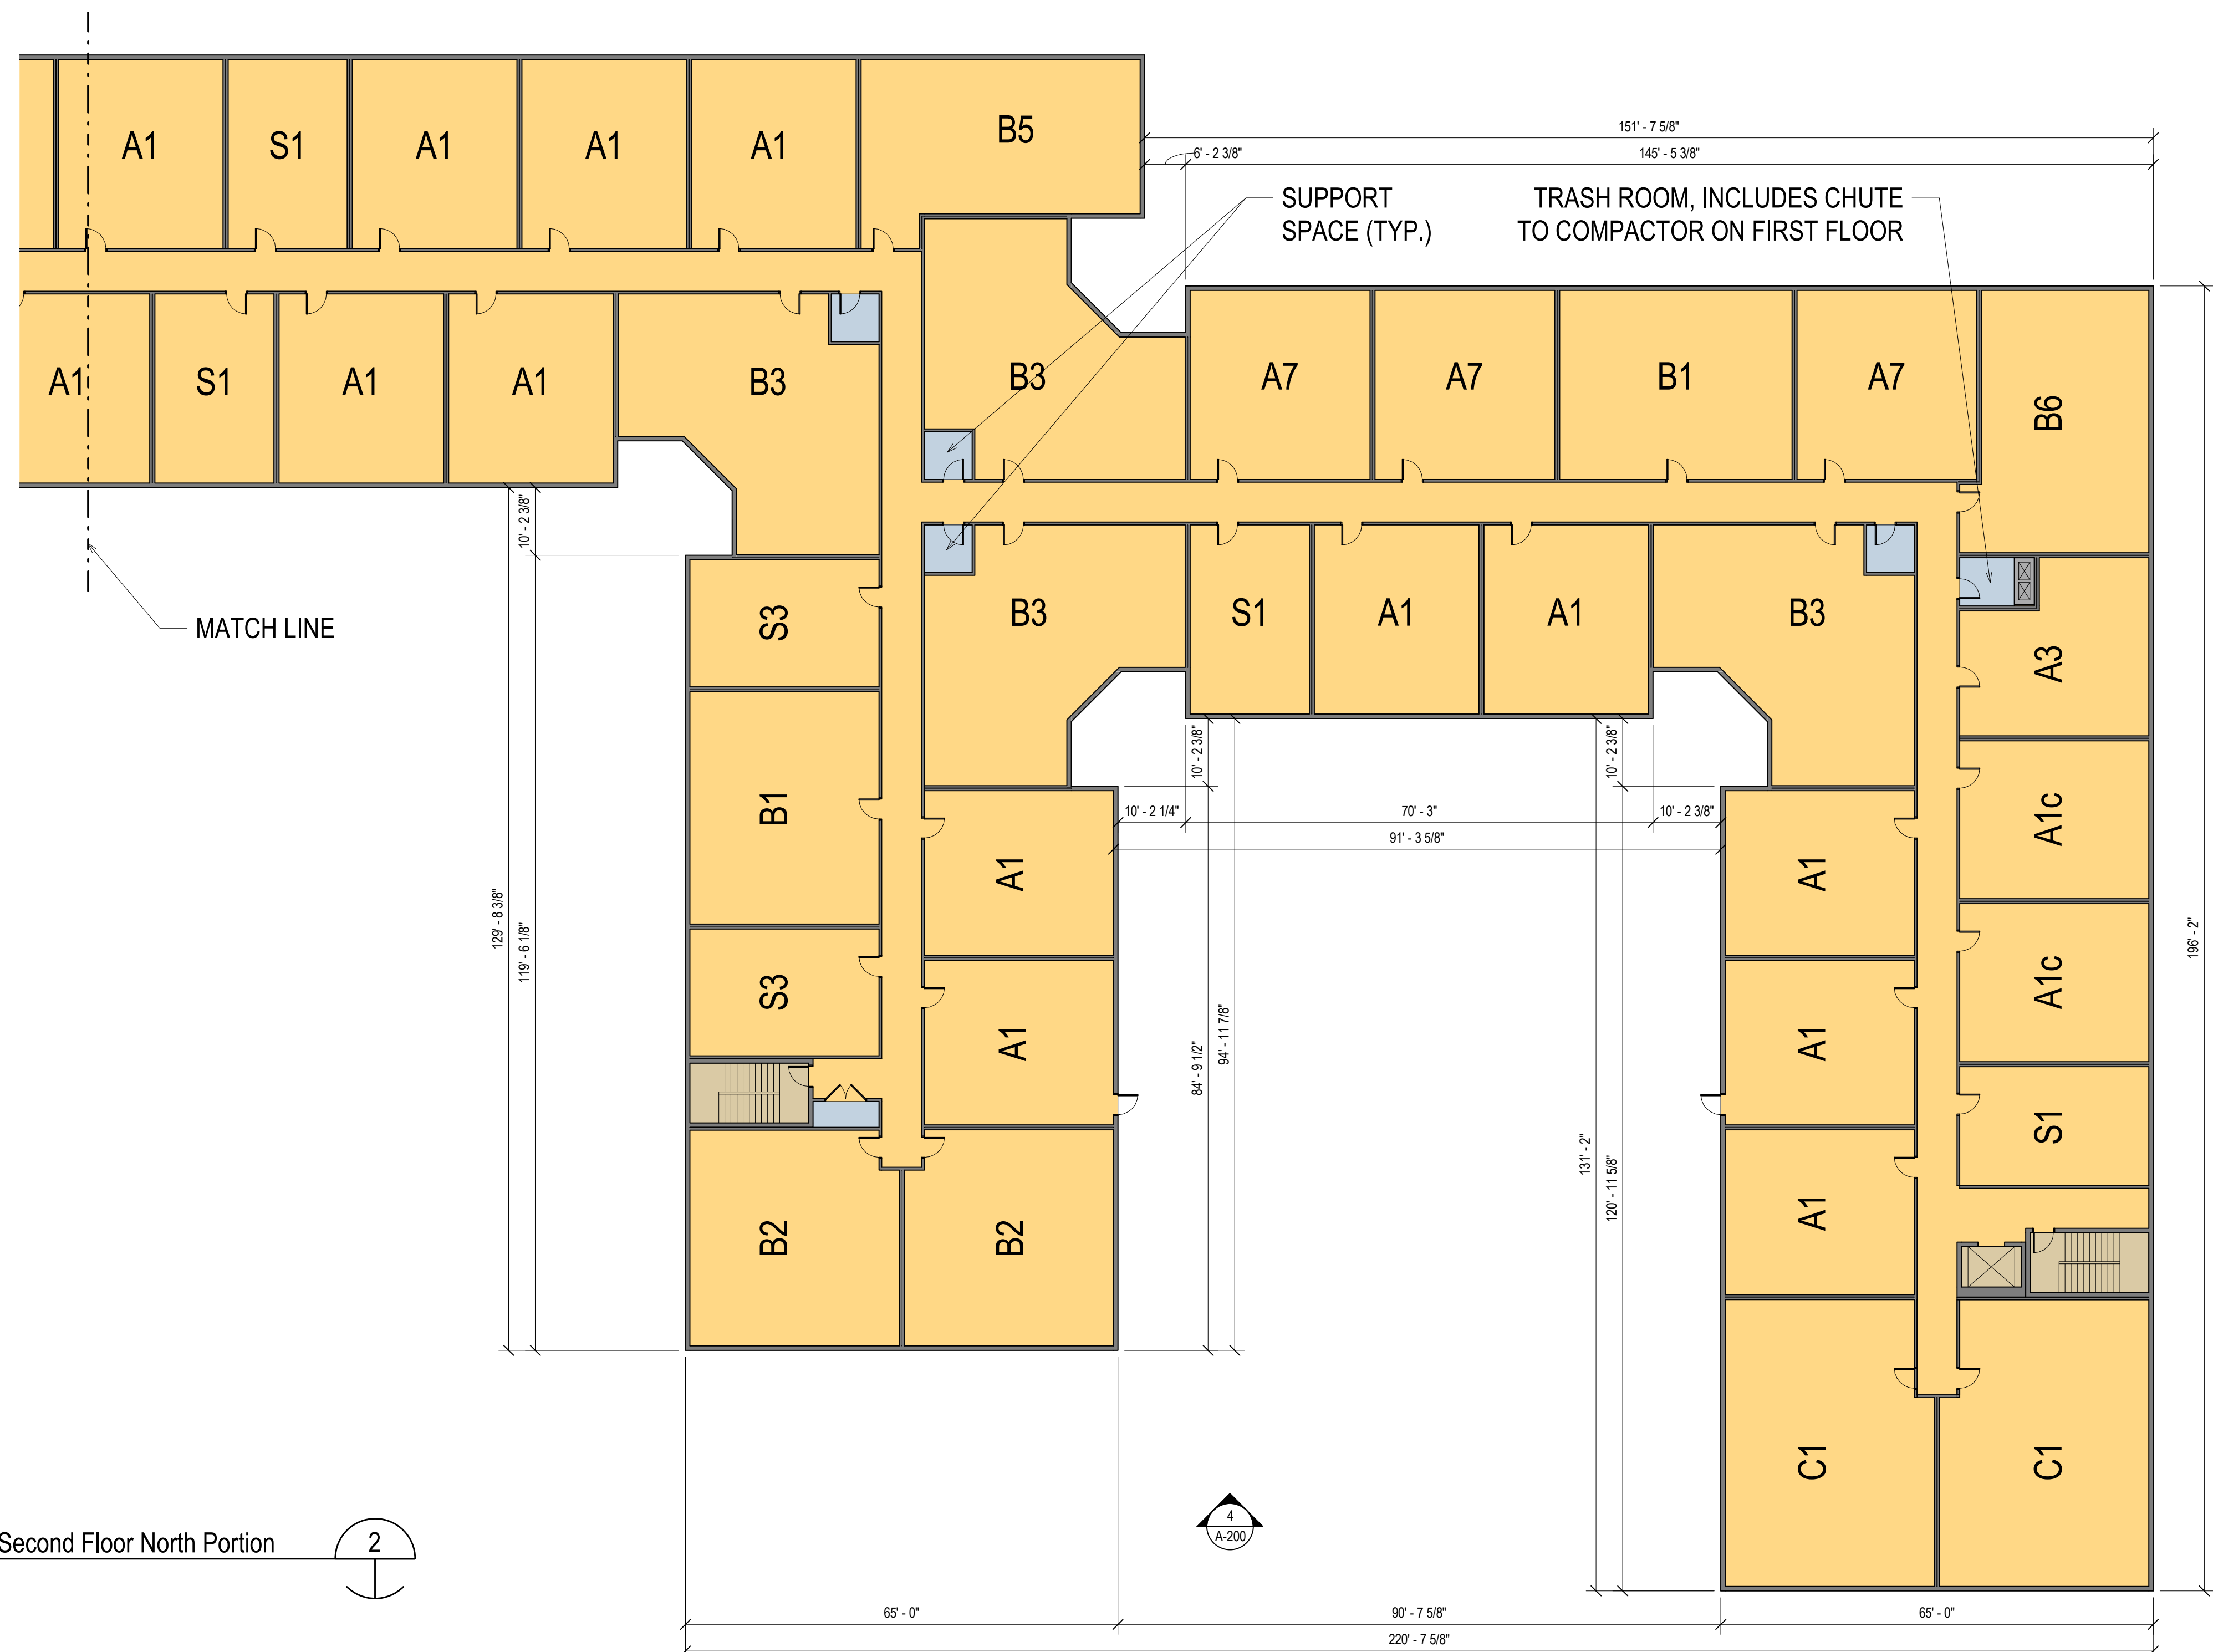 A1
S1
A1
A1
A1
B5
151' - 7 5/8"
6' - 2 3/8"
145' - 5 3/8"
SUPPORT
SPACE (TYP.)
TRASH ROOM, INCLUDES CHUTE
TO COMPACTOR ON FIRST FLOOR
A1
S1
A1
A1
B3
B3
A7
A7
B1
A7
B6
10' - 2 3/8"
MATCH LINE
S3
B3
S1
A1
A1
B3
A3
10' - 2 3/8"
10' - 2 3/8"
B1
10' - 2 1/4"
70' - 3"
10' - 2 3/8"
91' - 3 5/8"
A1
A1
A1c
129' - 8 3/8"
119' - 6 1/8"
196' - 2"
S3
A1
A1
A1c
84' - 9 1/2"
94' - 11 7/8"
S1
131' - 2"
120' - 11 5/8"
A1
B2
B2
C1
C1
4
A-200
Second Floor North Portion
2
65' - 0"
90' - 7 5/8"
65' - 0"
220' - 7 5/8"